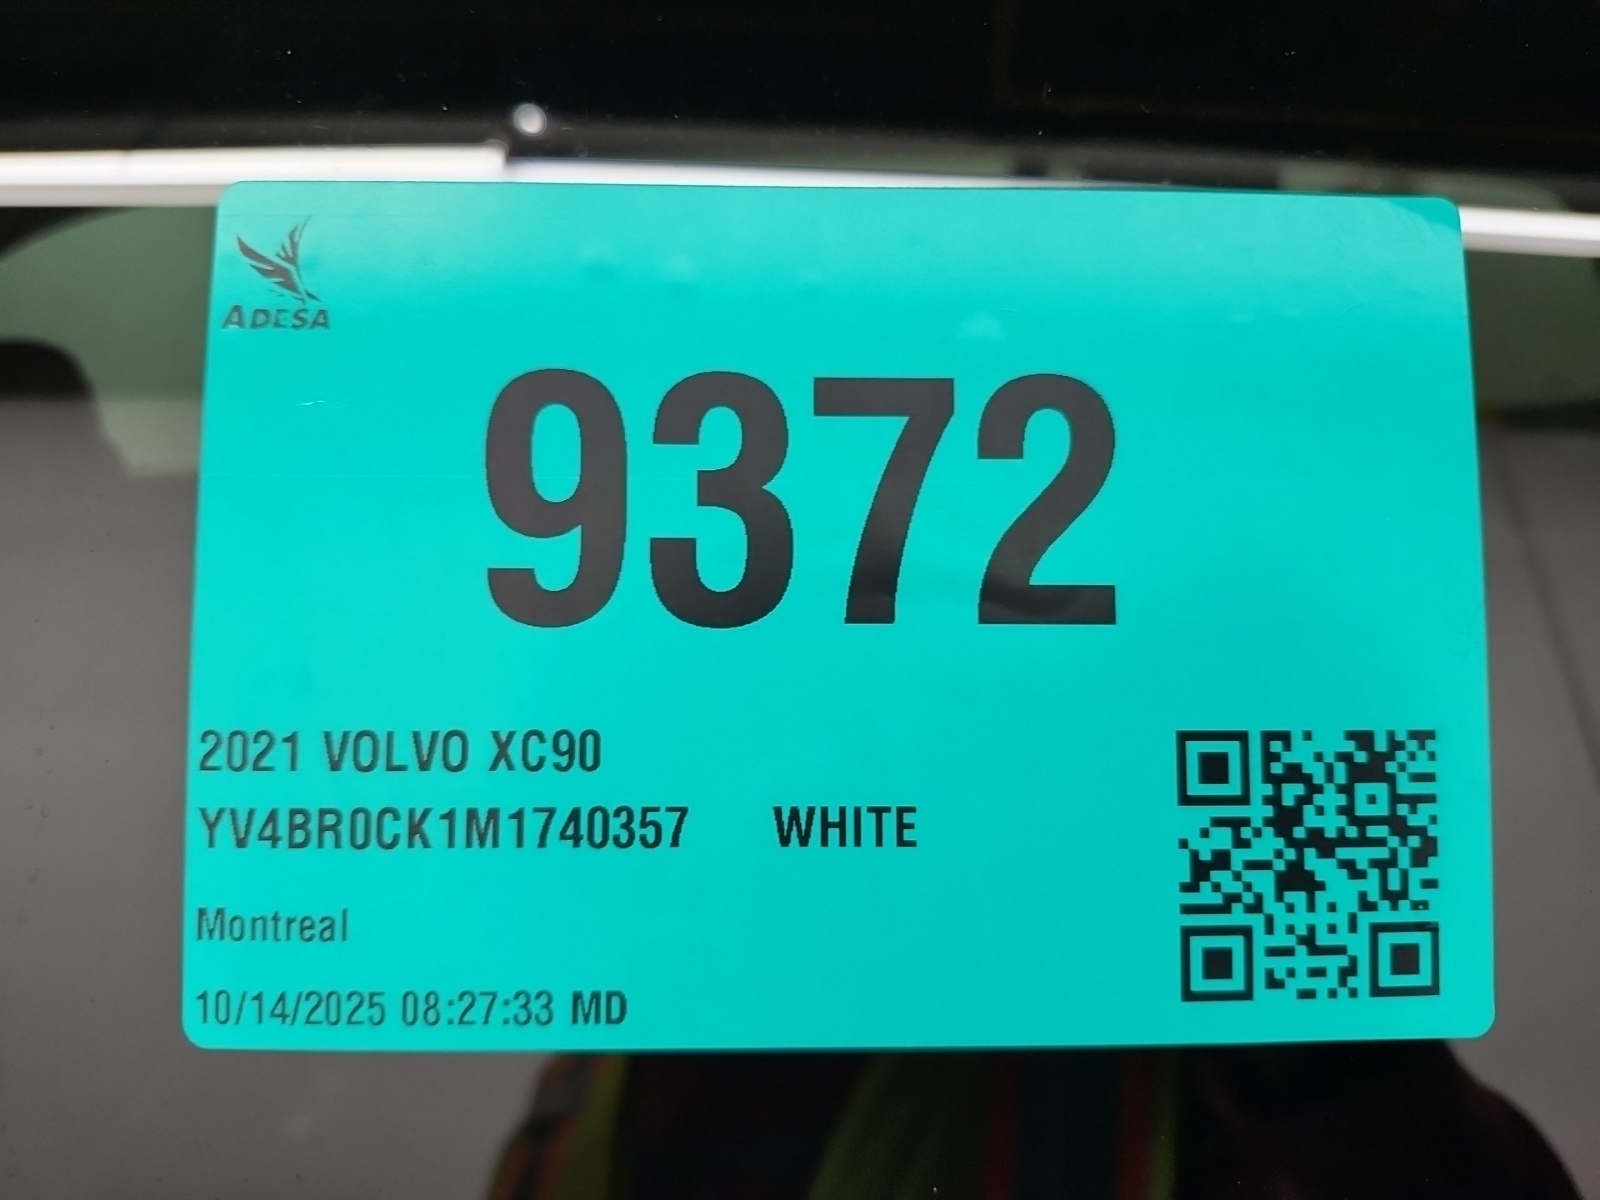 ADESA
9372
2021 VOLVO XC90
YV4BR0CK1M1740357 WHITE
Montreal
10/14/2025 08:27:33 MD